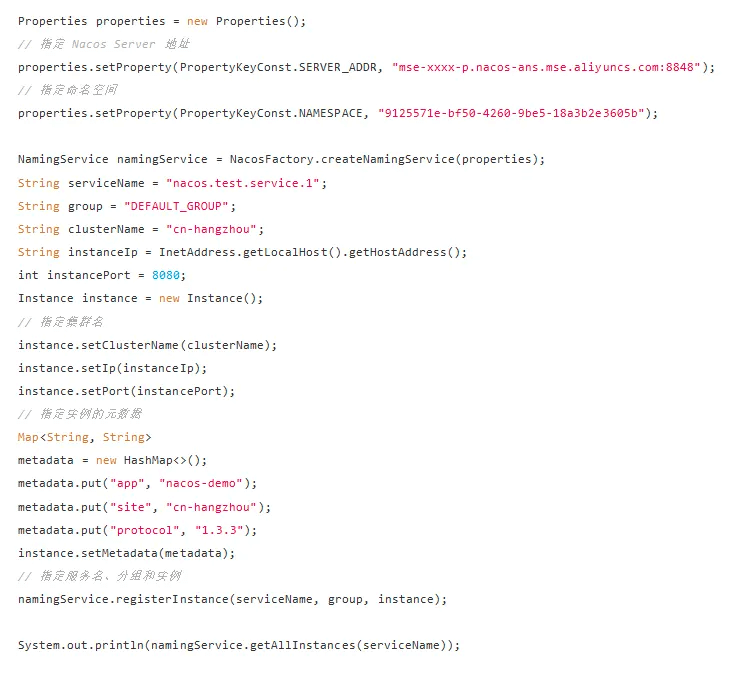 Properties properties = new Properties();
// 指定 Nacos Server 地址
properties.setProperty(PropertyKeyConst.SERVER_ADDR, "mse-xxxx-p.nacos-ans.mse.aliyuncs.com:8848");
// 指定命名空间
properties.setProperty(PropertyKeyConst.NAMESPACE, "9125571e-bf50-4260-9be5-18a3b2e3605b");
NamingService namingService = NacosFactory.createNamingService(properties);
String serviceName = "nacos.test.service.1";
String group = "DEFAULT_GROUP";
String clusterName = "cn-hangzhou";
String instanceIp = InetAddress.getLocalHost().getHostAddress();
int instancePort = 8080;
Instance instance = new Instance();
// 指定集群名
instance.setClusterName(clusterName);
instance.setIp(instanceIp);
instance.setPort(instancePort);
// 指定实例的元数据
Map<String, String>
metadata = new HashMap<>();
metadata.put("app", "nacos-demo");
metadata.put("site", "cn-hangzhou");
metadata.put("protocol", "1.3.3");
instance.setMetadata(metadata);
// 指定服务名、分组和实例
namingService.registerInstance(serviceName, group, instance);
System.out.println(namingService.getAllInstances(serviceName));